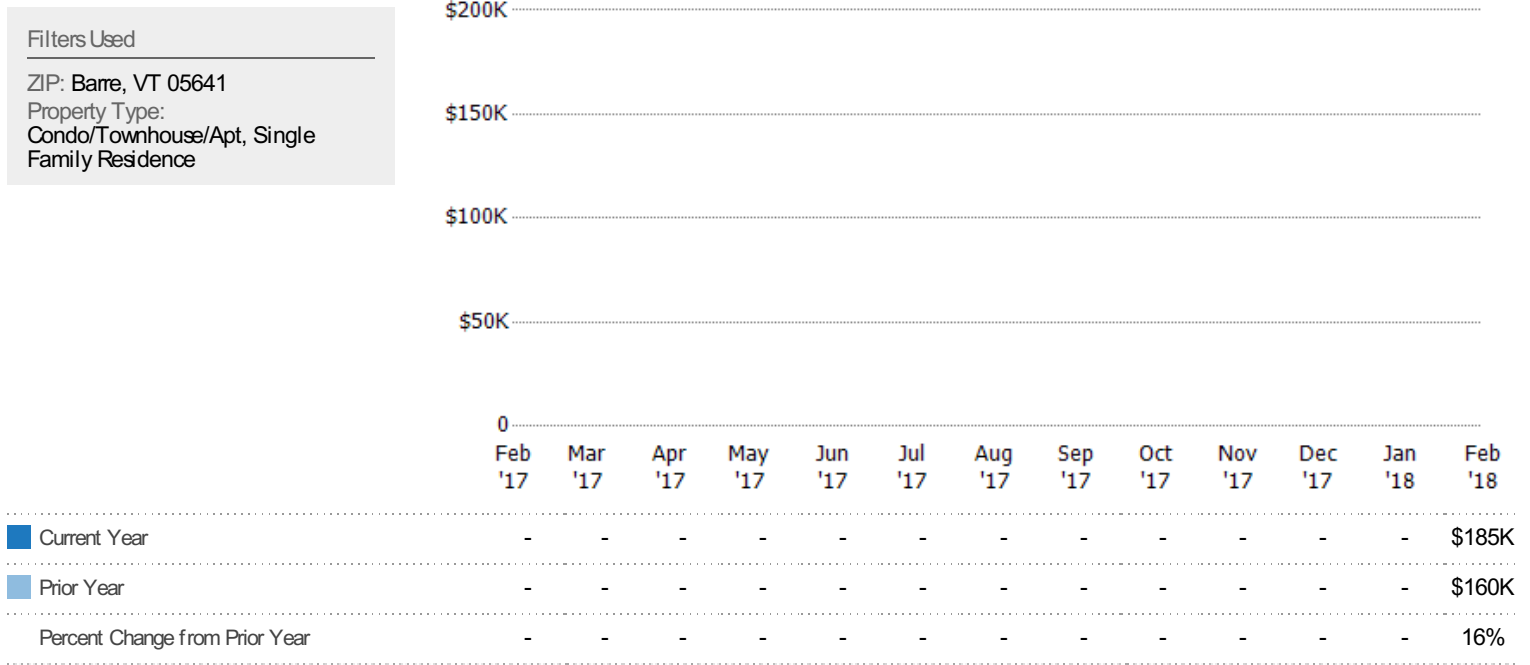 Filters Used
ZIP: Barre, VT 05641
Property Type:
Condo/Townhouse/Apt, Single
Family Residence
$200K
$150K
$100K
$50K
0
Feb Mar Apr May Jun Jul Aug Sep Oct Nov Dec Jan Feb
'17 '17 '17 '17 '17 '17 '17 '17 '17 '17 '17 '18 '18
Current Year - - - - - - - - - - - - $185K
Prior Year - - - - - - - - - - - - $160K
Percent Change from Prior Year - - - - - - - - - - - - 16%